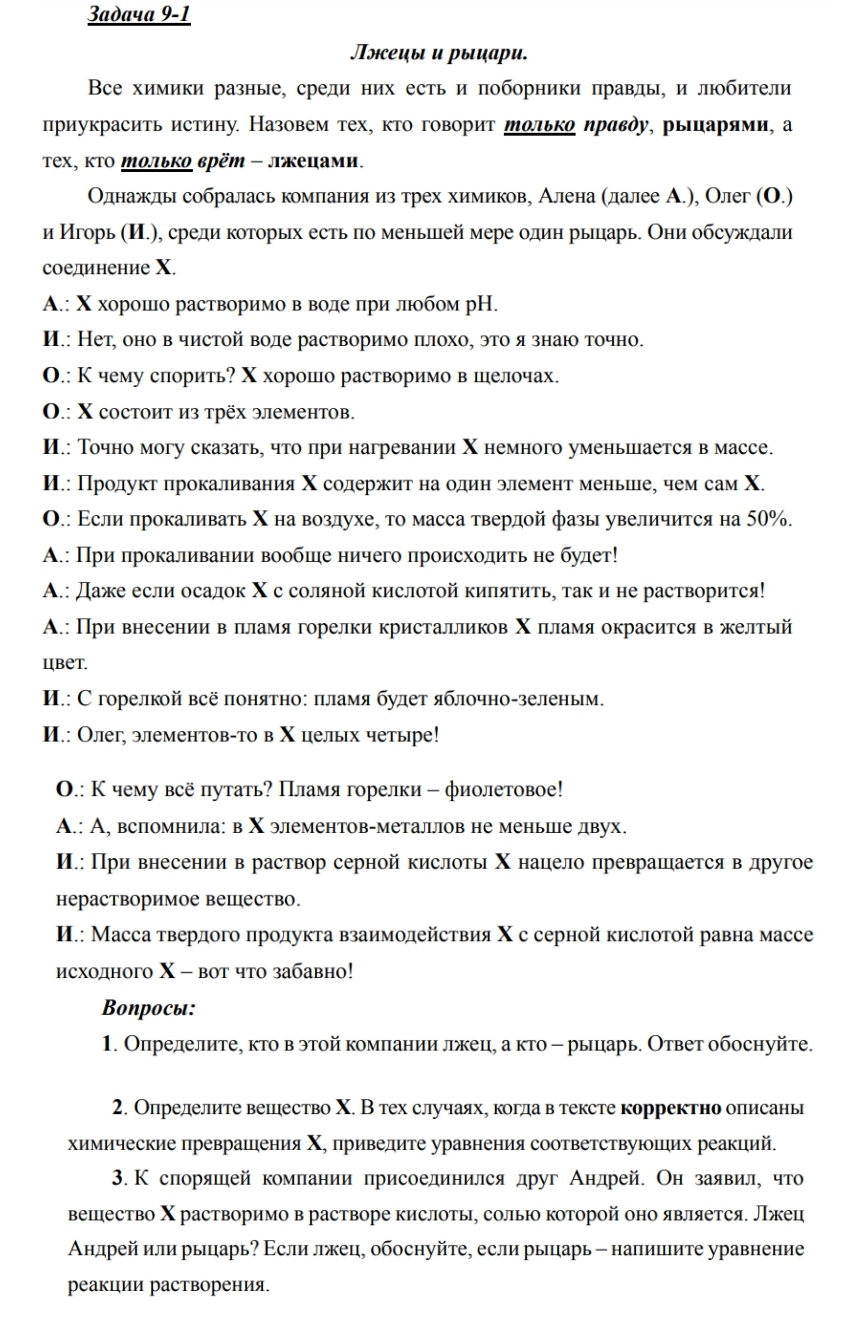 Задача 9-1
Лжецы и рыцари.
Все химики разные, среди них есть и поборники правды, и любители
приукрасить истину. Назовем тех, кто говорит только правду, рыцарями, а
тех, кто только врёт – лжецами.
Однажды собралась компания из трех химиков, Алена (далее А.), Олег (О.)
и Игорь (И.), среди которых есть по меньшей мере один рыцарь. Они обсуждали
соединение X.
А.: X хорошо растворимо в воде при любом pH.
И.: Нет, оно в чистой воде растворимо плохо, это я знаю точно.
О.: К чему спорить? X хорошо растворимо в щелочах.
О.: X состоит из трёх элементов.
И.: Точно могу сказать, что при нагревании X немного уменьшается в массе.
И.: Продукт прокаливания X содержит на один элемент меньше, чем сам X.
О.: Если прокаливать X на воздухе, то масса твердой фазы увеличится на 50%.
А.: При прокаливании вообще ничего происходить не будет!
А.: Даже если осадок X с соляной кислотой кипятить, так и не растворится!
А.: При внесении в пламя горелки кристалликов X пламя окрасится в желтый
цвет.
И.: С горелкой всё понятно: пламя будет яблочно-зеленым.
И.: Олег, элементов-то в X целых четыре!
О.: К чему всё путать? Пламя горелки – фиолетовое!
А.: А, вспомнила: в X элементов-металлов не меньше двух.
И.: При внесении в раствор серной кислоты X нацело превращается в другое
нерастворимое вещество.
И.: Масса твердого продукта взаимодействия X с серной кислотой равна массе
исходного X – вот что забавно!
Вопросы:
1. Определите, кто в этой компании лжец, а кто – рыцарь. Ответ обоснуйте.
2. Определите вещество X. В тех случаях, когда в тексте корректно описаны
химические превращения X, приведите уравнения соответствующих реакций.
3. К спорящей компании присоединился друг Андрей. Он заявил, что
вещество X растворимо в растворе кислоты, солью которой оно является. Лжец
Андрей или рыцарь? Если лжец, обоснуйте, если рыцарь – напишите уравнение
реакции растворения.